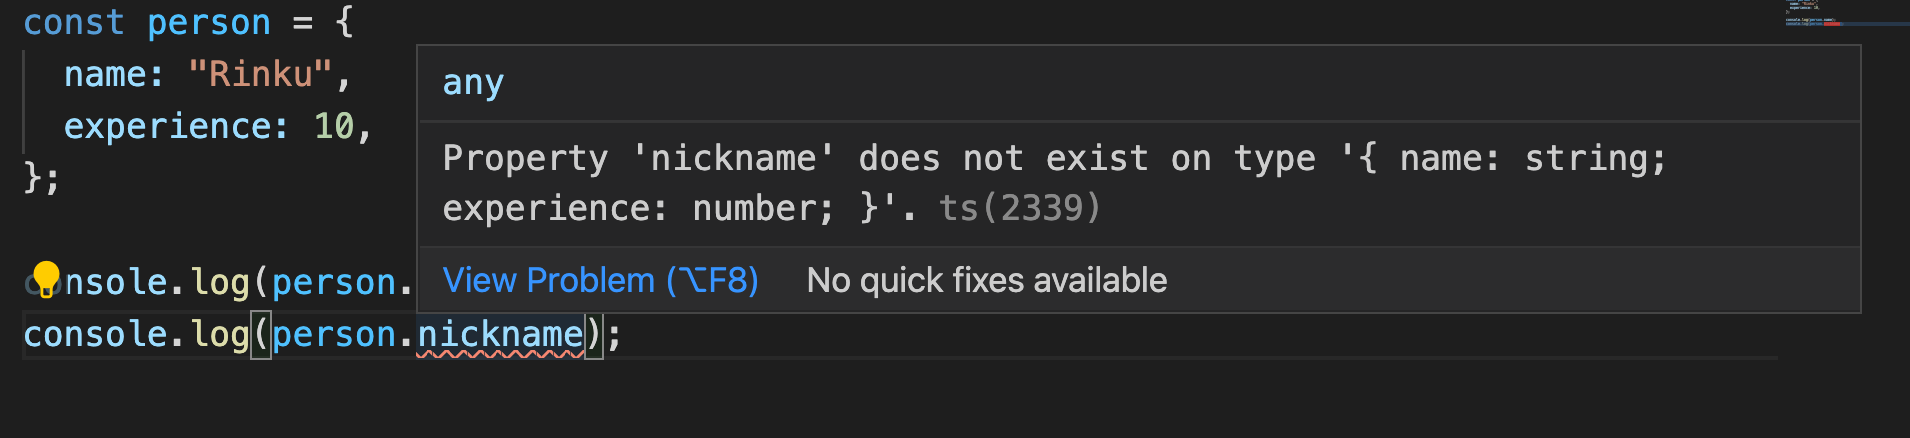 const person = {
name: "Rinku",
experience: 10,
};
any
Property 'nickname' does not exist on type '{ name: string;
experience: number; }'. ts(2339)
View Problem (⌥F8) No quick fixes available
console.log(person.
console.log(person.nickname);